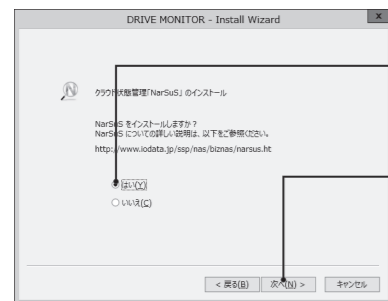 DRIVE MONITOR - Install Wizard
x
クラウド状態管理「NarSuS」のインストール
NarSuS をインストールしますか？
NarSuS についての詳しい説明は、以下をご参照ください。
http://www.iodata.jp/ssp/nas/biznas/narsus.ht
はい(Y)
いいえ(C)
< 戻る(B)
次へ(N) >
キャンセル